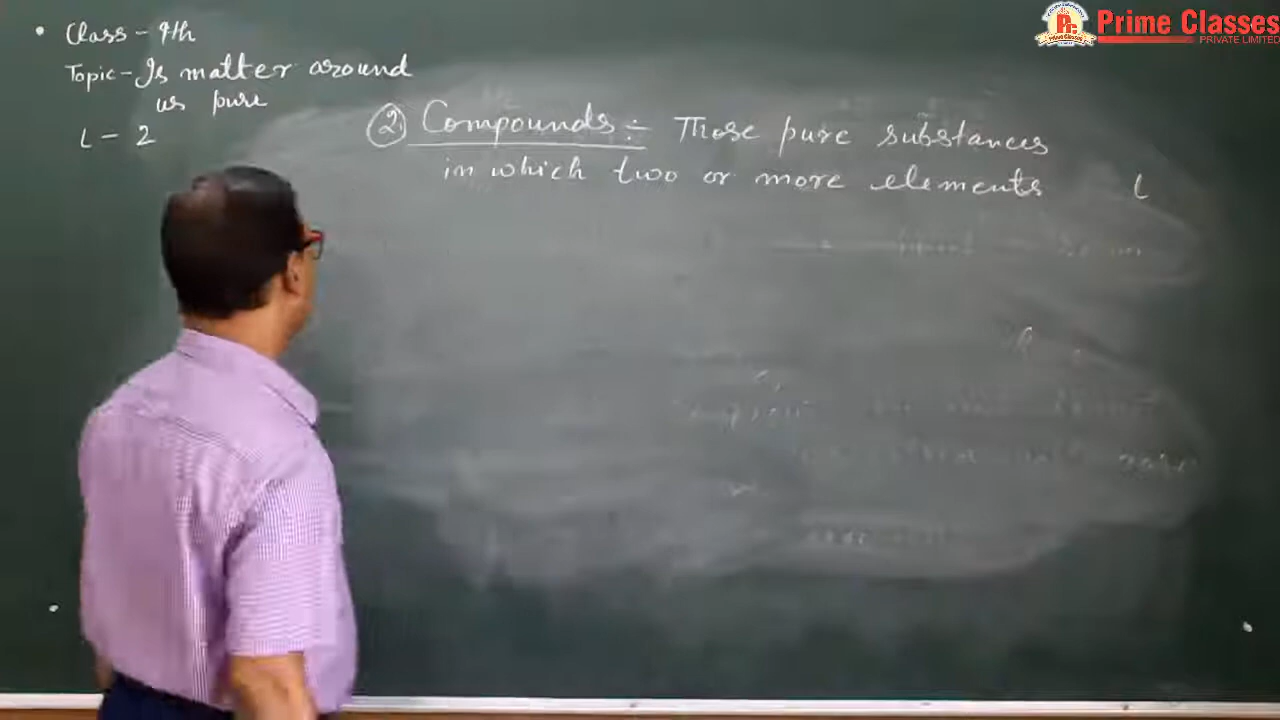 Class - 9th
Topic - Is matter around
us pure
L - 2
② Compounds :- Those pure substances
in which two or more elements
Prime Classes
PRIVATE LIMITED